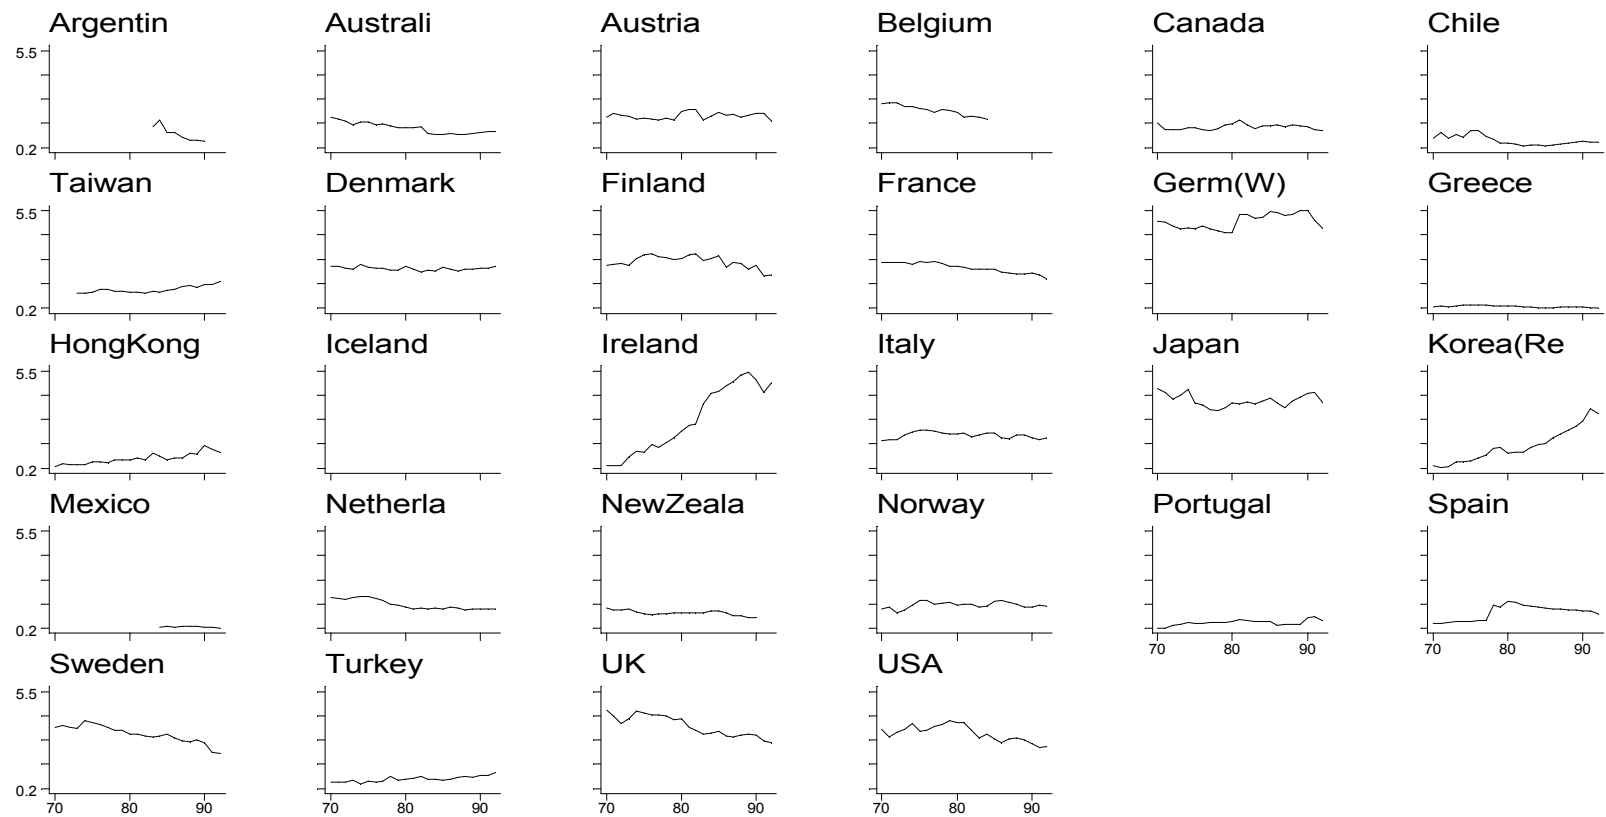 Argentin Australi Austria Belgium Canada Chile
5.5
0.2
Taiwan Denmark Finland France Germ(W) Greece
5.5
0.2
HongKong Iceland Ireland Italy Japan Korea(Re
5.5
0.2
Mexico Netherla NewZeala Norway Portugal Spain
5.5
0.2
70 80 90 70 80 90
Sweden Turkey UK USA
5.5
0.2
70 80 90 70 80 90 70 80 90 70 80 90